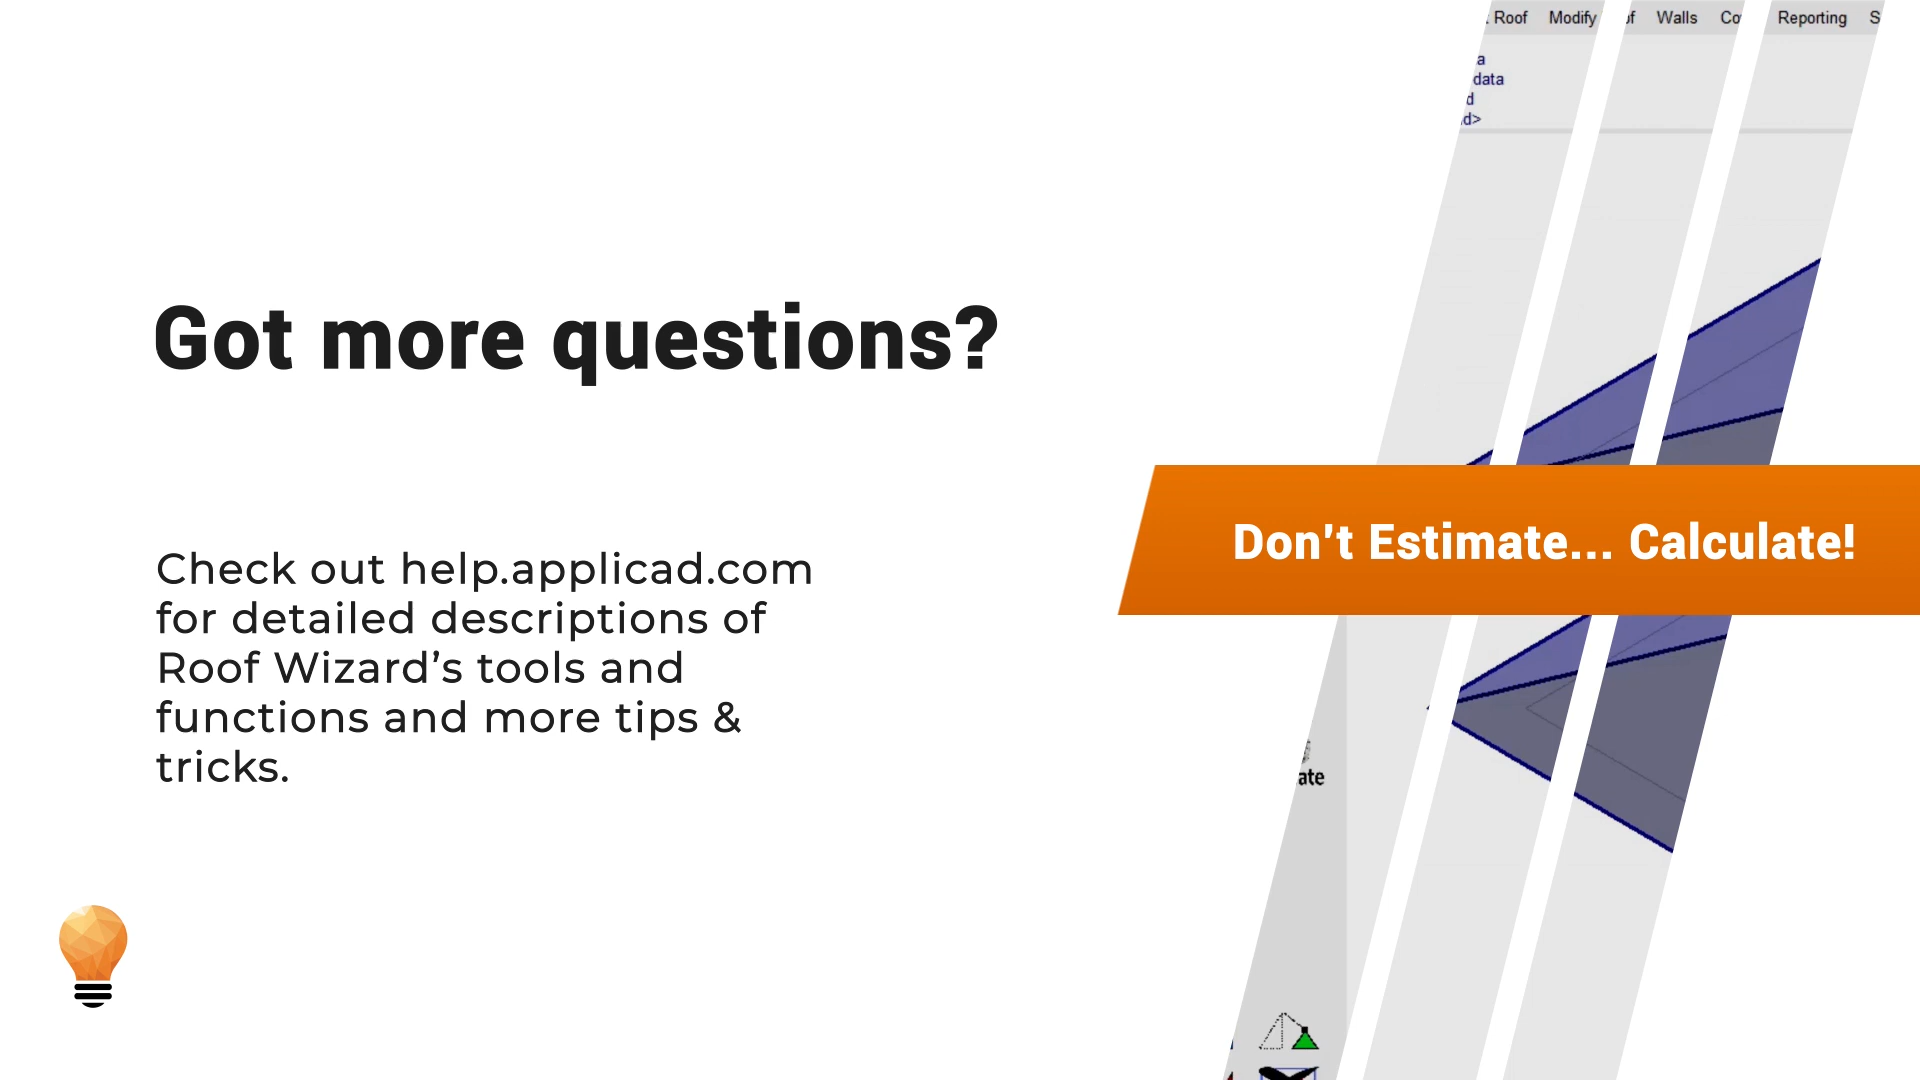 Roof Modify Walls Reporting
data
Got more questions?
Don't Estimate... Calculate!
Check out help.applicad.com
for detailed descriptions of
Roof Wizard’s tools and
functions and more tips &
tricks.